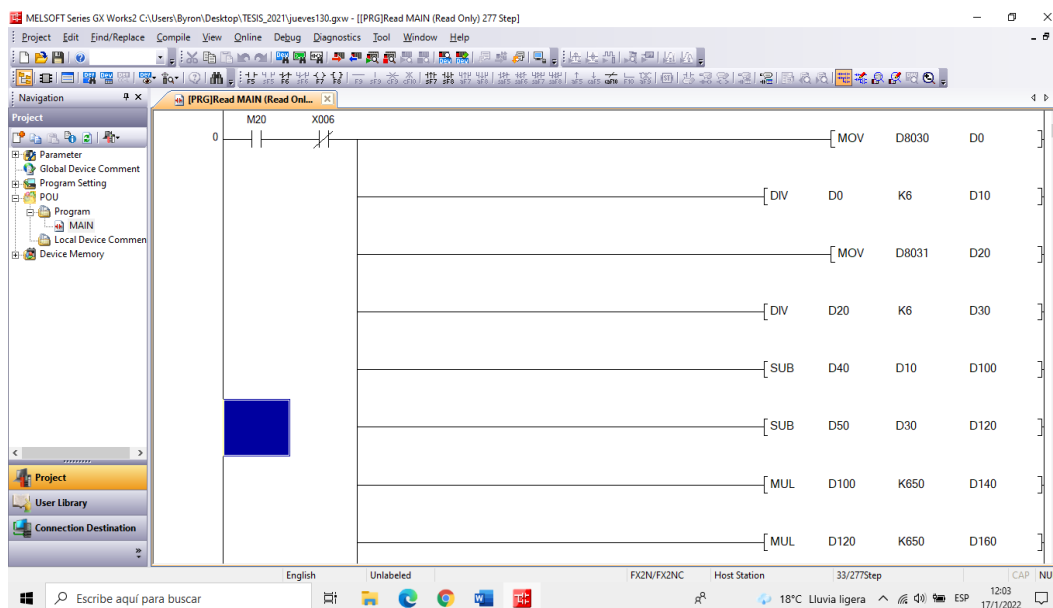 MELSOFT Series GX Works2 C:\Users\Byron\Desktop\TESIS_2021\jueves130.gxw - [[PRG]Read MAIN (Read Only) 277 Step]
Project Edit Find/Replace Compile View Online Debug Diagnostics Tool Window Help
Navigation
[PRG]Read MAIN (Read Onl...
Project
Parameter
Global Device Comment
Program Setting
POU
Program
MAIN
Local Device Commen
Device Memory
Project
User Library
Connection Destination
M20 X006
0 MOV D8030 D0
DIV D0 K6 D10
MOV D8031 D20
DIV D20 K6 D30
SUB D40 D10 D100
SUB D50 D30 D120
MUL D100 K650 D140
MUL D120 K650 D160
English Unlabeled FX2N/FX2NC Host Station 33/277Step CAP NU
Escribe aquí para buscar 18°C Lluvia ligera ESP 12:03
17/1/2022